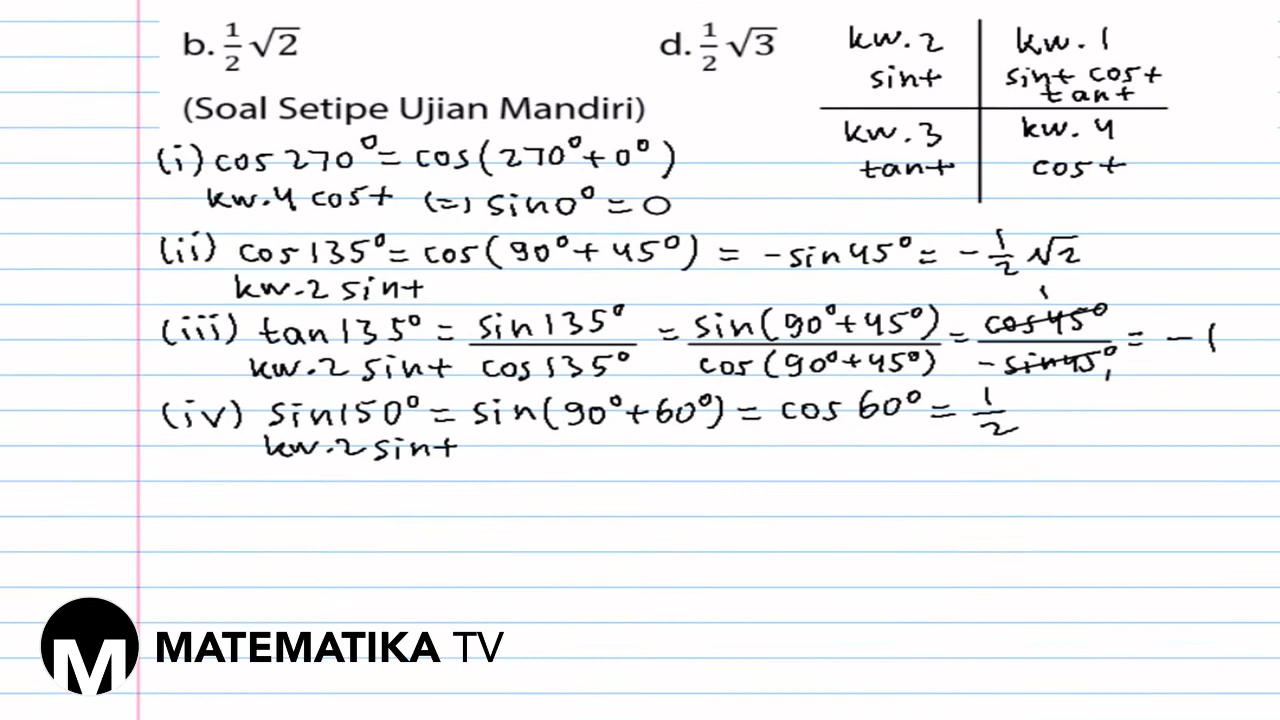 b. 1/2 √2
d. 1/2 √3
(Soal Setipe Ujian Mandiri)
kw. 2 kw. 1
sin+ sin+ cos+
tan+
kw. 3 kw. 4
tan+ cos+
(i) cos 270° = cos(270° + 0°)
kw. 4 cos+ (=) sin 0° = 0
(ii) cos 135° = cos(90° + 45°) = -sin 45° = -1/2 √2
kw. 2 sin+
(iii) tan 135° = sin 135° / cos 135° = sin(90° + 45°) / cos(90° + 45°) = cos 45° 1 / -sin 45° 1 = -1
kw. 2 sin+
(iv) sin 150° = sin(90° + 60°) = cos 60° = 1/2
kw. 2 sin+
M MATEMATIKA TV